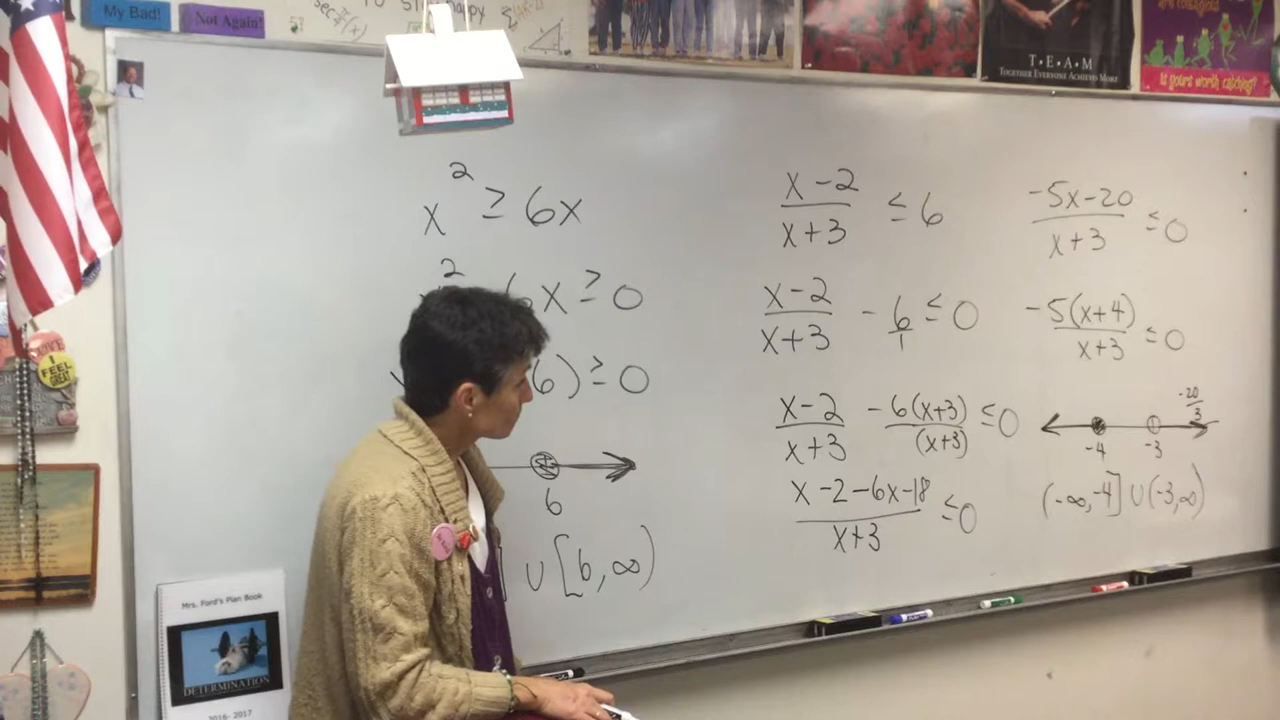 My Bad!
Not Again!
T•E•A•M
TOGETHER EVERYONE ACHIEVES MORE
Is yours worth catching?
x² ≥ 6x
6x ≥ 0
6) ≥ 0
6
∪ [6, ∞)
x-2/x+3 ≤ 6
x-2/x+3 - 6/1 ≤ 0
x-2/x+3 - 6(x+3)/(x+3) ≤ 0
x-2-6x-18/x+3 ≤ 0
-5x-20/x+3 ≤ 0
-5(x+4)/x+3 ≤ 0
-20/3
-4 -3
(-∞,-4] ∪ (-3,∞)
I FEEL GREAT
Mrs. Ford's Plan Book
DETERMINATION
2016-2017